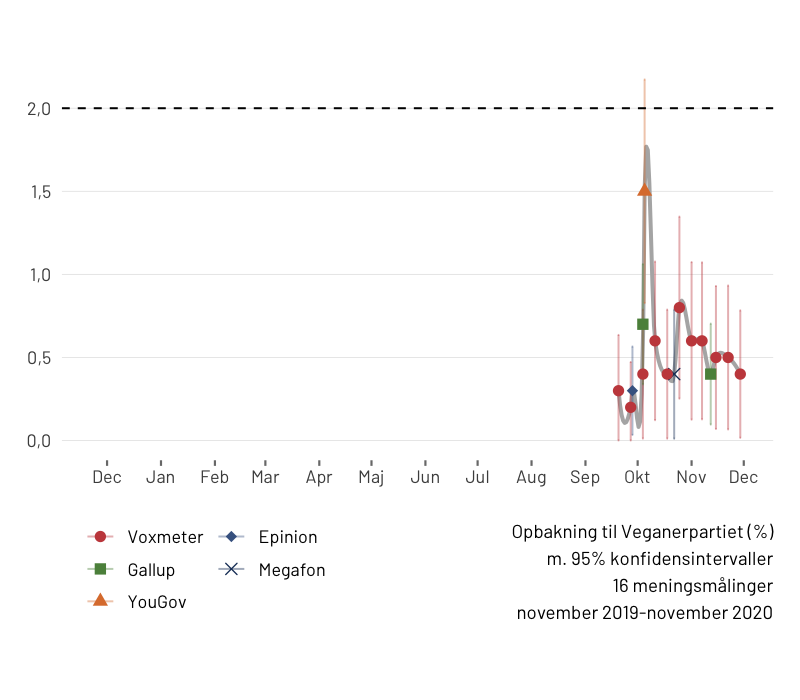 2,0
1,5
1,0
0,5
0,0
Dec Jan Feb Mar Apr Maj Jun Jul Aug Sep Okt Nov Dec
Voxmeter
Epinion
Gallup
Megafon
YouGov
Opbakning til Veganerpartiet (%)
m. 95% konfidensintervaller
16 meningsmålinger
november 2019-november 2020